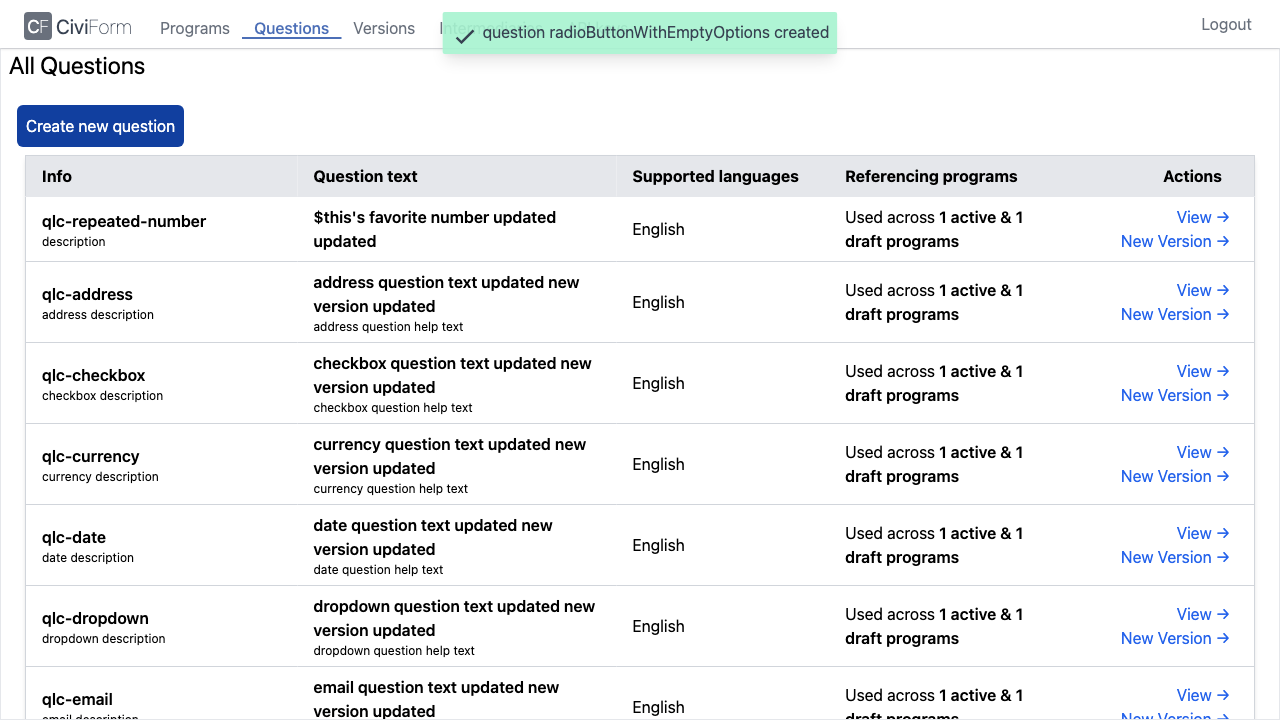 CF CiviForm Programs Questions Versions Logout
question radioButtonWithEmptyOptions created
All Questions
Create new question
Info Question text Supported languages Referencing programs Actions
qlc-repeated-number
description
$this's favorite number updated
updated
English
Used across 1 active & 1
draft programs
View →
New Version →
qlc-address
address description
address question text updated new
version updated
address question help text
English
Used across 1 active & 1
draft programs
View →
New Version →
qlc-checkbox
checkbox description
checkbox question text updated new
version updated
checkbox question help text
English
Used across 1 active & 1
draft programs
View →
New Version →
qlc-currency
currency description
currency question text updated new
version updated
currency question help text
English
Used across 1 active & 1
draft programs
View →
New Version →
qlc-date
date description
date question text updated new
version updated
date question help text
English
Used across 1 active & 1
draft programs
View →
New Version →
qlc-dropdown
dropdown description
dropdown question text updated new
version updated
dropdown question help text
English
Used across 1 active & 1
draft programs
View →
New Version →
qlc-email
email description
email question text updated new
version updated
English
Used across 1 active & 1
draft programs
View →
New Version →